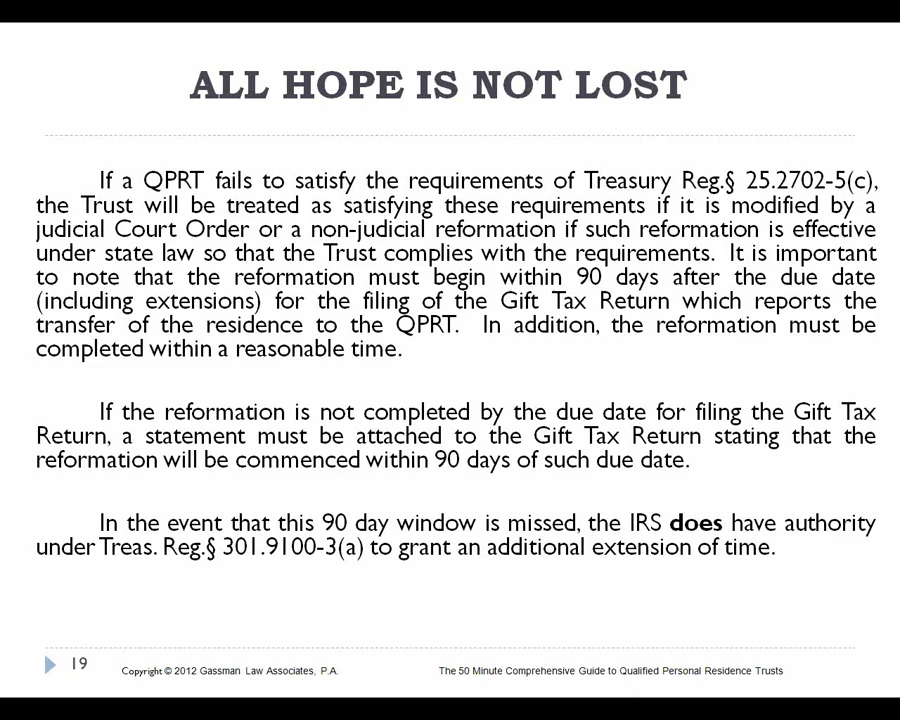 ALL HOPE IS NOT LOST
If a QPRT fails to satisfy the requirements of Treasury Reg.§ 25.2702-5(c),
the Trust will be treated as satisfying these requirements if it is modified by a
judicial Court Order or a non-judicial reformation if such reformation is effective
under state law so that the Trust complies with the requirements. It is important
to note that the reformation must begin within 90 days after the due date
(including extensions) for the filing of the Gift Tax Return which reports the
transfer of the residence to the QPRT. In addition, the reformation must be
completed within a reasonable time.
If the reformation is not completed by the due date for filing the Gift Tax
Return, a statement must be attached to the Gift Tax Return stating that the
reformation will be commenced within 90 days of such due date.
In the event that this 90 day window is missed, the IRS does have authority
under Treas. Reg.§ 301.9100-3(a) to grant an additional extension of time.
19
Copyright © 2012 Gassman Law Associates, P.A.
The 50 Minute Comprehensive Guide to Qualified Personal Residence Trusts